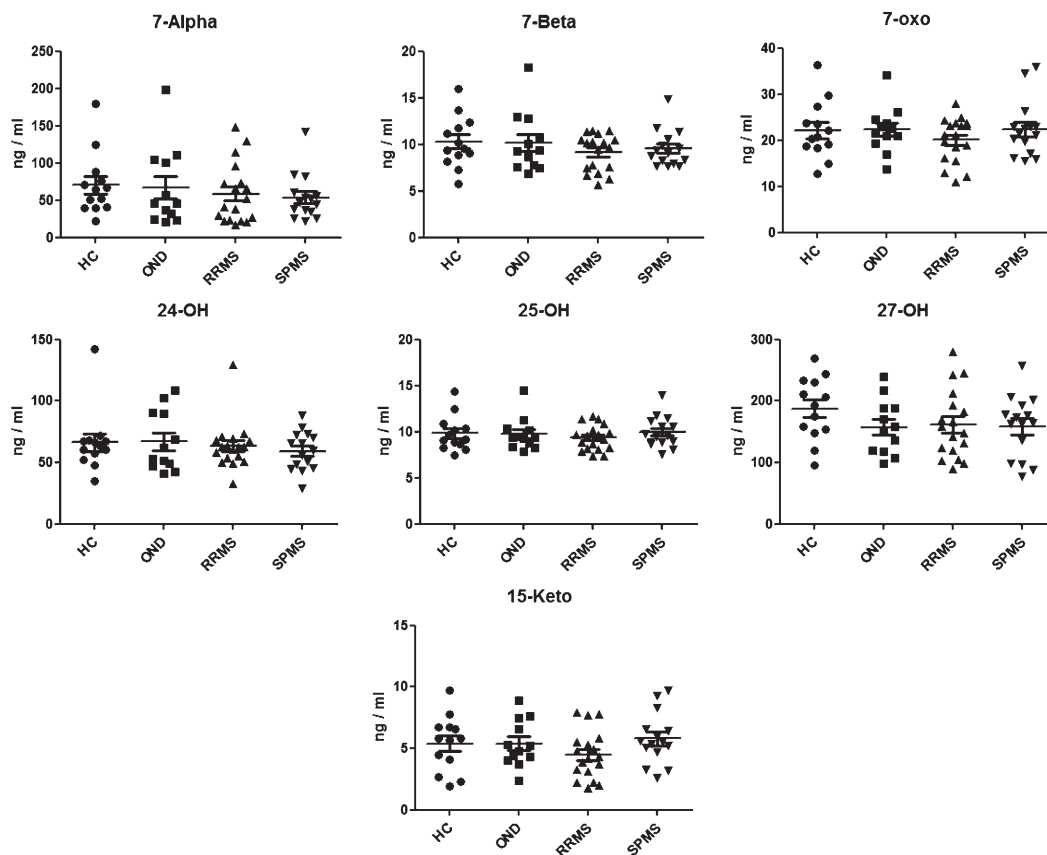 7-Alpha
ng / ml
250
200
150
100
50
0
HC
OND
RRMS
SPMS
7-Beta
ng / ml
20
15
10
5
0
HC
OND
RRMS
SPMS
7-oxo
ng / ml
40
30
20
10
0
HC
OND
RRMS
SPMS
24-OH
ng / ml
150
100
50
0
HC
OND
RRMS
SPMS
25-OH
ng / ml
20
15
10
5
0
HC
OND
RRMS
SPMS
27-OH
ng / ml
300
200
100
0
HC
OND
RRMS
SPMS
15-Keto
ng / ml
15
10
5
0
HC
OND
RRMS
SPMS